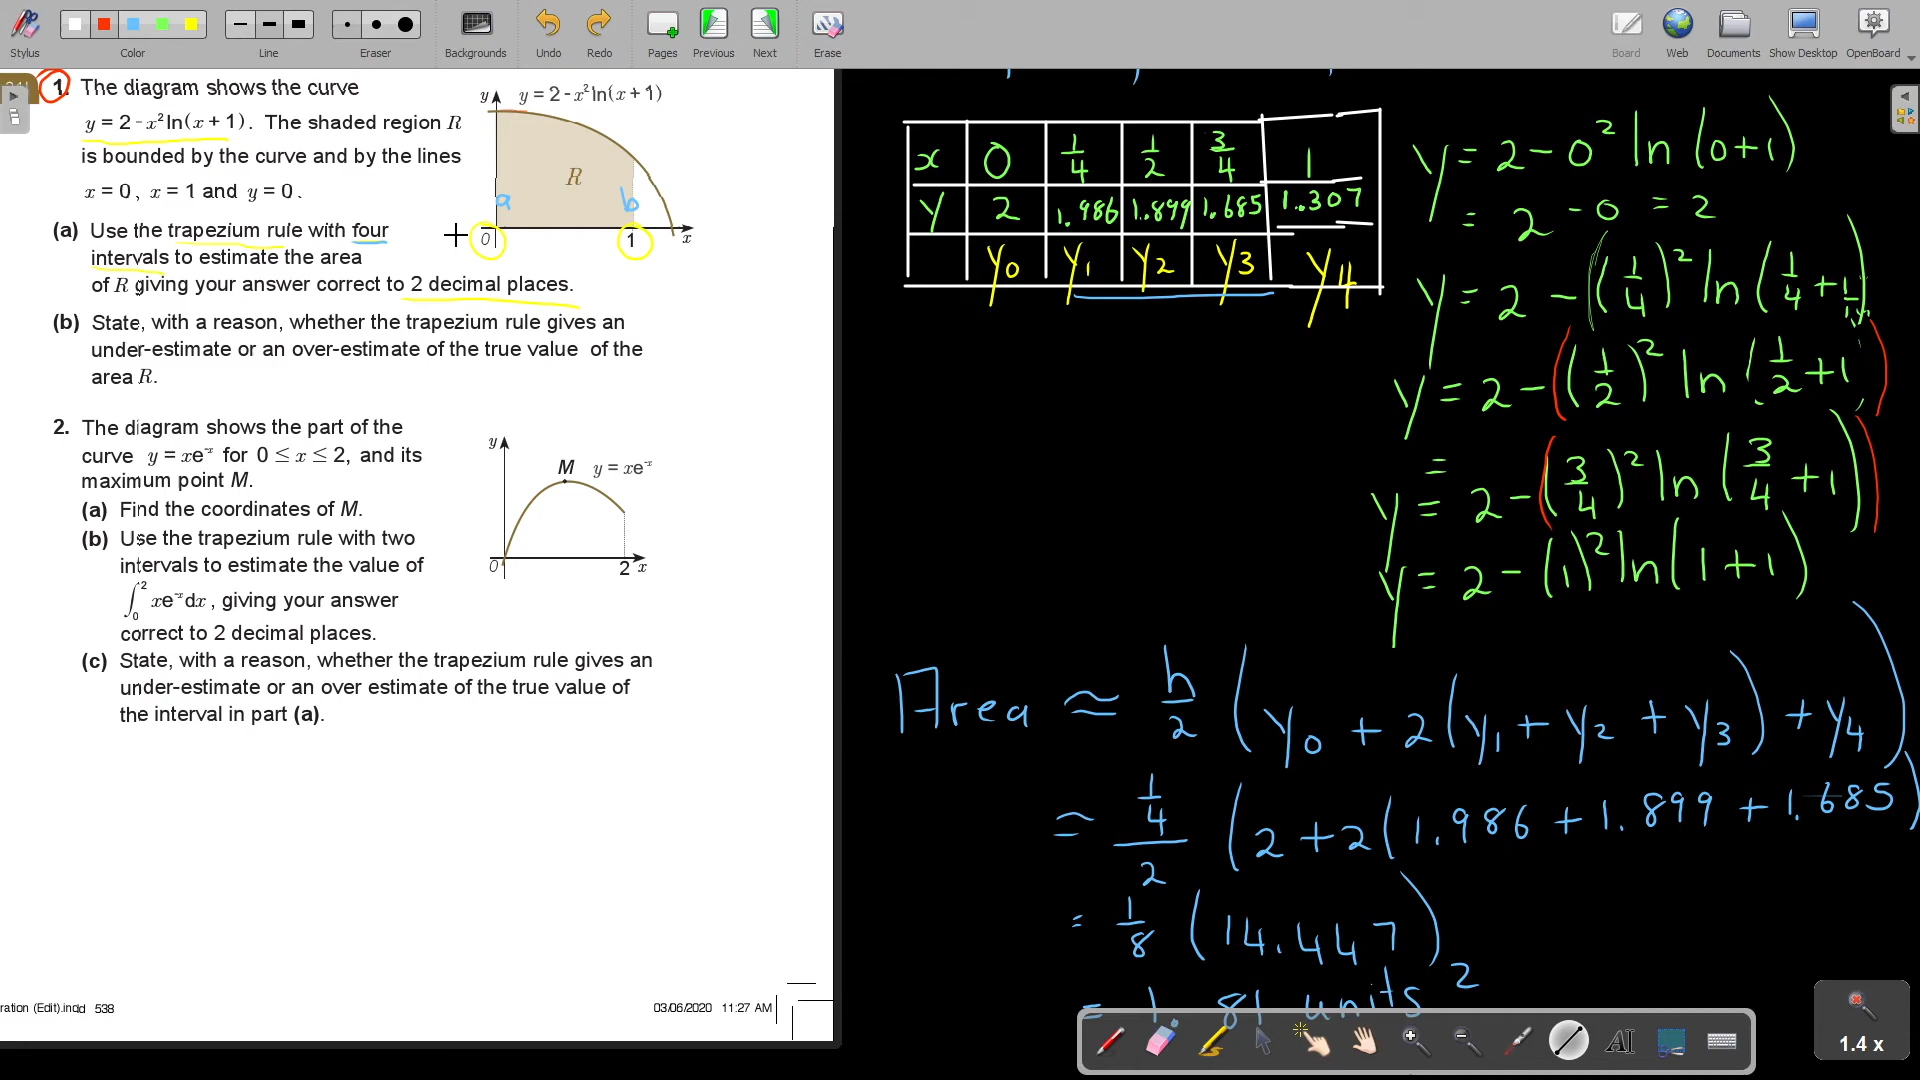 Stylus Color Line Eraser Backgrounds Undo Redo Pages Previous Next Erase Board Web Documents Show Desktop OpenBoard
1. The diagram shows the curve
y = 2 - x² ln(x + 1). The shaded region R
is bounded by the curve and by the lines
x = 0, x = 1 and y = 0.
y y = 2 - x² ln(x + 1)
R
a b
0 1 x
(a) Use the trapezium rule with four
intervals to estimate the area
of R giving your answer correct to 2 decimal places.
(b) State, with a reason, whether the trapezium rule gives an
under-estimate or an over-estimate of the true value of the
area R.
2. The diagram shows the part of the
curve y = xe⁻ˣ for 0 ≤ x ≤ 2, and its
maximum point M.
(a) Find the coordinates of M.
(b) Use the trapezium rule with two
intervals to estimate the value of
∫₀² xe⁻ˣdx, giving your answer
correct to 2 decimal places.
(c) State, with a reason, whether the trapezium rule gives an
under-estimate or an over estimate of the true value of
the interval in part (a).
y
M y = xe⁻ˣ
0 2 x
ration (Edit).indd 538 03/06/2020 11:27 AM
x 0 1/4 1/2 3/4 1
y 2 1.986 1.899 1.685 1.307
y0 y1 y2 y3 y4
y = 2 - 0² ln (0+1)
= 2 - 0 = 2
y = 2 - (1/4)² ln (1/4 + 1)
y = 2 - ((1/2)² ln (1/2 + 1))
=
y = 2 - ((3/4)² ln (3/4 + 1))
y = 2 - (1)² ln (1 + 1)
Area ≈ h/2 (y0 + 2(y1 + y2 + y3) + y4)
≈ 1/4 / 2 (2 + 2(1.986 + 1.899 + 1.685)
= 1/8 (14.447)
= 1.81 units²
1.4 x